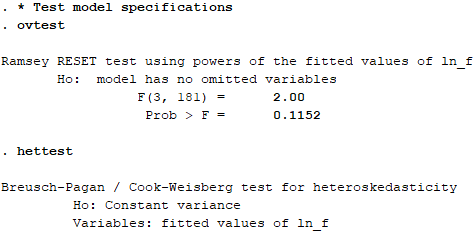 . * Test model specifications
. ovtest
Ramsey RESET test using powers of the fitted values of ln_f
Ho:  model has no omitted variables
F(3, 181) =      2.00
Prob > F =      0.1152
. hettest
Breusch-Pagan / Cook-Weisberg test for heteroskedasticity
Ho: Constant variance
Variables: fitted values of ln_f